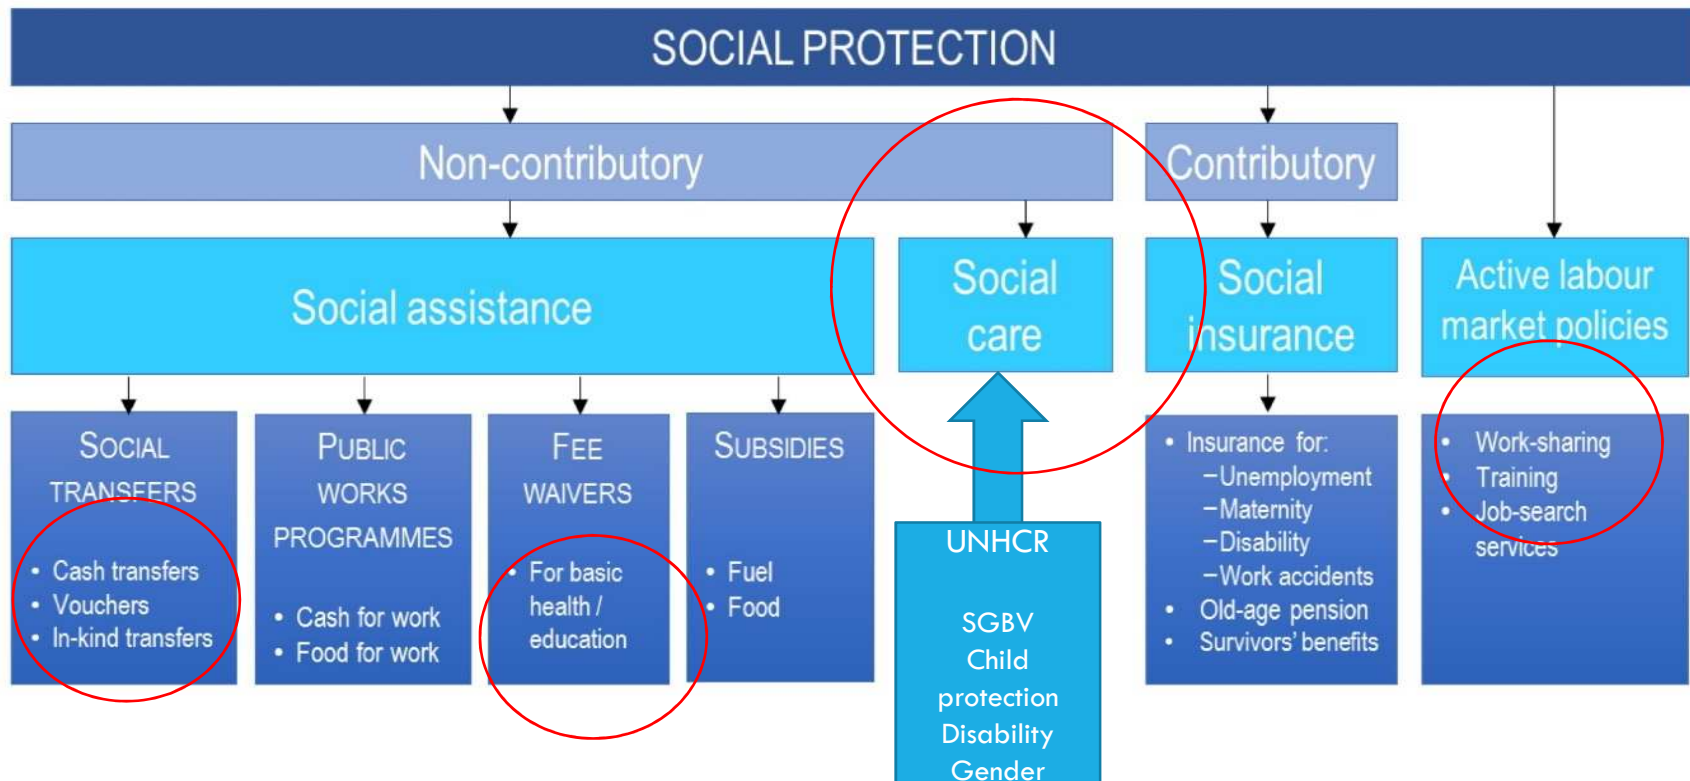 SOCIAL PROTECTION
Non-contributory
Contributory
Social assistance
Social
care
Social
insurance
Active labour
market policies
SOCIAL
TRANSFERS
• Cash transfers
• Vouchers
• In-kind transfers
PUBLIC
WORKS
PROGRAMMES
• Cash for work
• Food for work
FEE
WAIVERS
• For basic
health /
education
SUBSIDIES
• Fuel
• Food
UNHCR
SGBV
Child
protection
Disability
Gender
• Insurance for:
–Unemployment
–Maternity
–Disability
–Work accidents
• Old-age pension
• Survivors' benefits
• Work-sharing
• Training
• Job-search
services